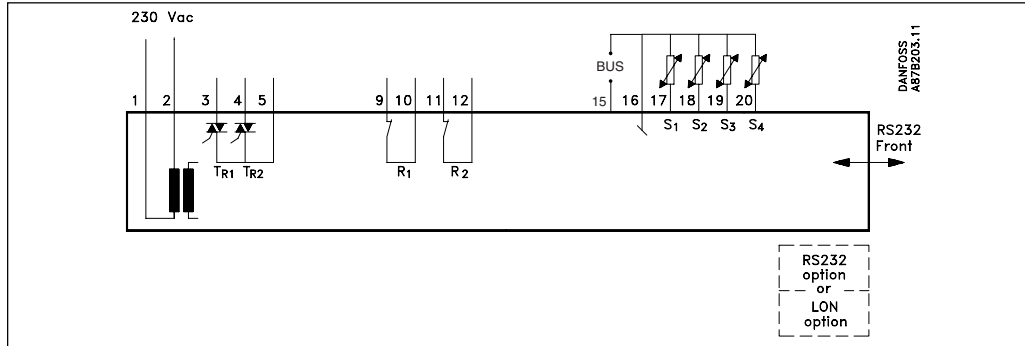 230 Vac
DANFOSS
A87B203.11
BUS
1 2 3 4 5 9 10 11 12 15 16 17 18 19 20
S1 S2 S3 S4
RS232
Front
TR1 TR2 R1 R2
RS232
option
or
LON
option